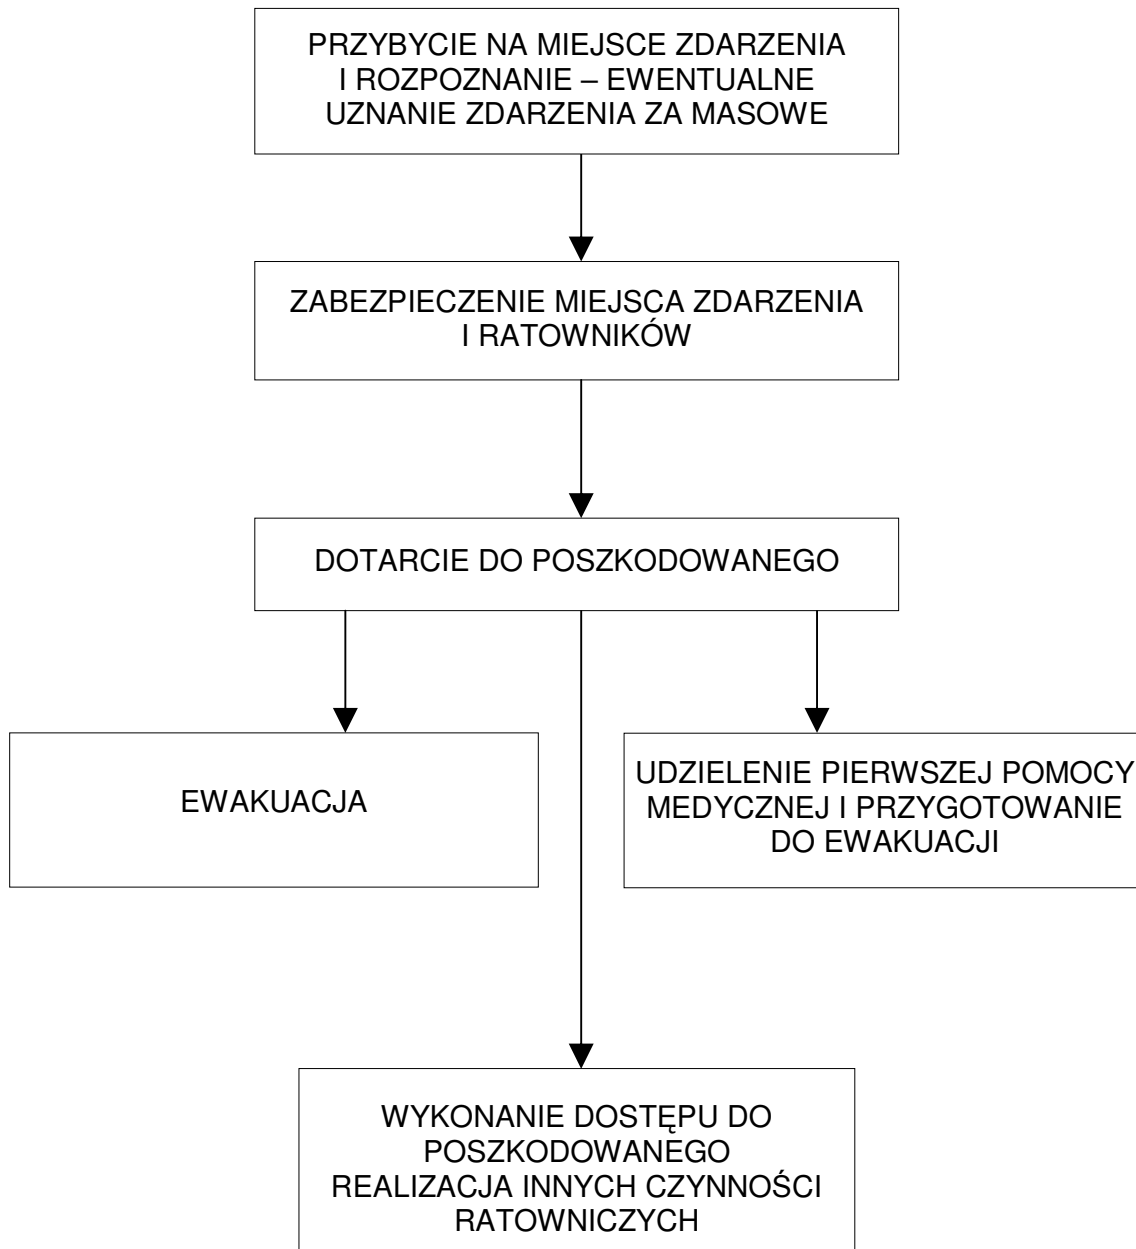 PRZYBYCIE NA MIEJSCE ZDARZENIA
I ROZPOZNANIE – EWENTUALNE
UZNANIE ZDARZENIA ZA MASOWE
ZABEZPIECZENIE MIEJSCA ZDARZENIA
I RATOWNIKÓW
DOTARCIE DO POSZKODOWANEGO
EWAKUACJA
UDZIELENIE PIERWSZEJ POMOCY
MEDYCZNEJ I PRZYGOTOWANIE
DO EWAKUACJI
WYKONANIE DOSTĘPU DO
POSZKODOWANEGO
REALIZACJA INNYCH CZYNNOŚCI
RATOWNICZYCH